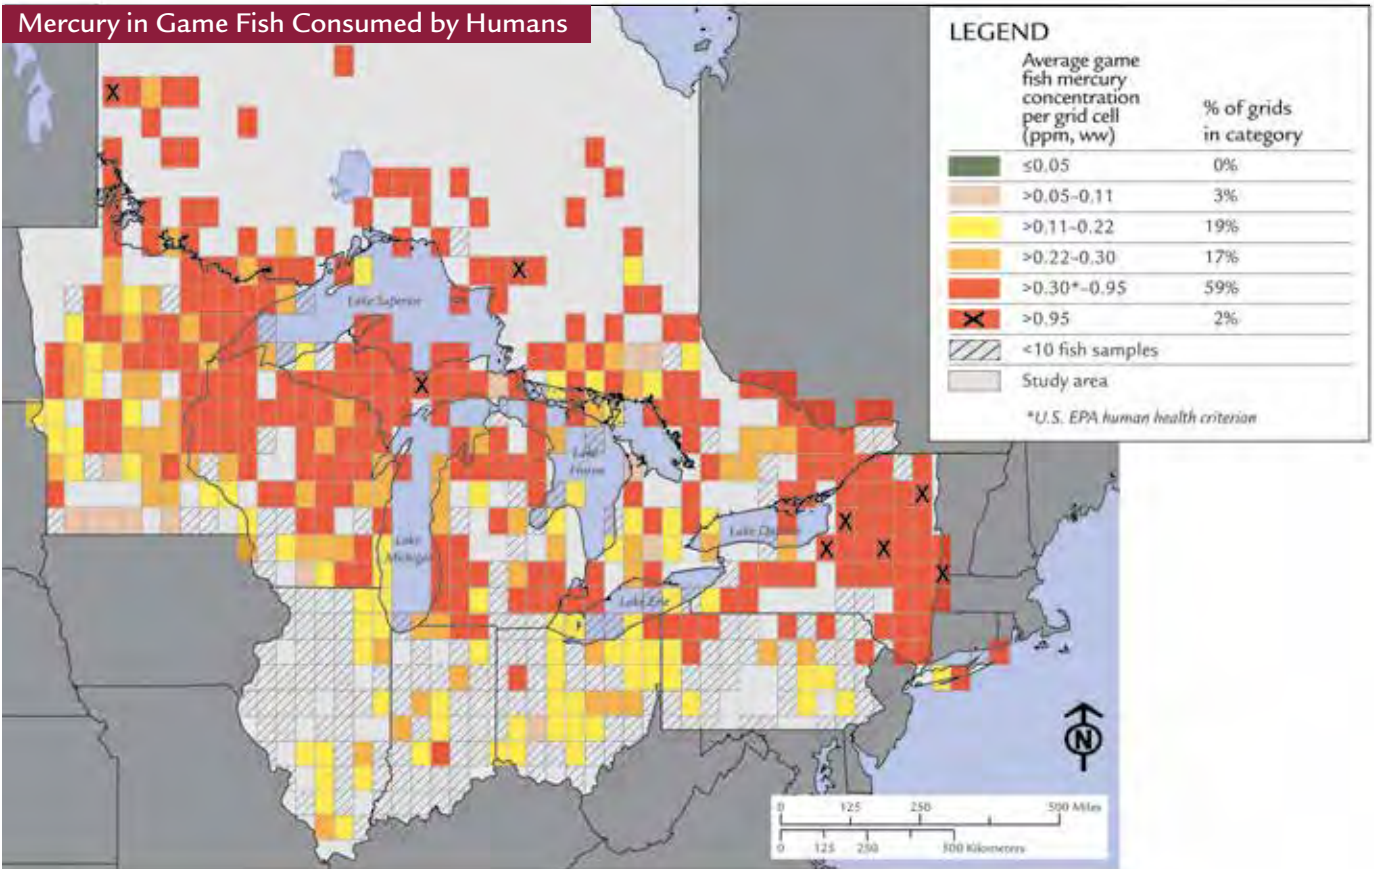 Mercury in Game Fish Consumed by Humans
LEGEND
Average game
fish mercury
concentration
per grid cell
(ppm, ww)
% of grids
in category
≤0.05 0%
>0.05-0.11 3%
>0.11-0.22 19%
>0.22-0.30 17%
>0.30*-0.95 59%
X >0.95 2%
<10 fish samples
Study area
*U.S. EPA human health criterion
X
X
Lake Superior
X
Lake
Huron
X
X
Lake
Lake
Michigan
X
X
X
Lake Erie
N
0 125 250 500 Miles
0 125 250 500 Kilometers